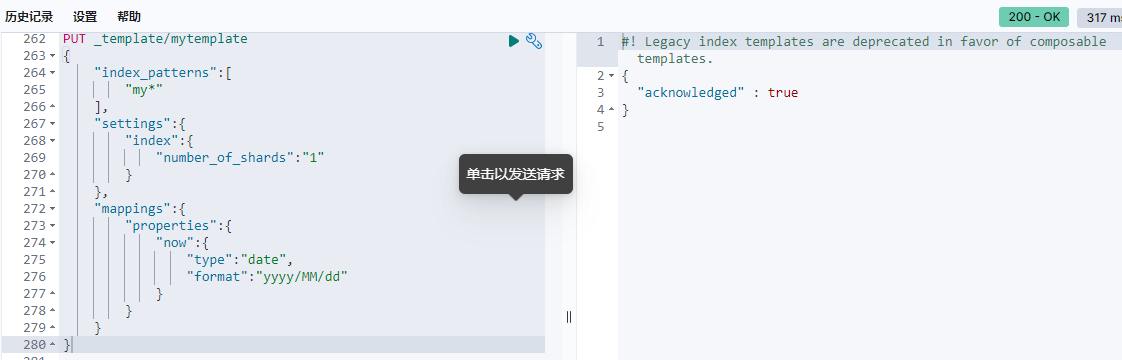 历史记录 设置 帮助
200 - OK
317 ms
262 PUT _template/mytemplate
263 {
264 "index_patterns":[
265 "my*"
266 ],
267 "settings":{
268 "index":{
269 "number_of_shards":"1"
270 }
271 },
272 "mappings":{
273 "properties":{
274 "now":{
275 "type":"date",
276 "format":"yyyy/MM/dd"
277 }
278 }
279 }
280 }
单击以发送请求
1 #! Legacy index templates are deprecated in favor of composable
templates.
2 {
3 "acknowledged" : true
4 }
5